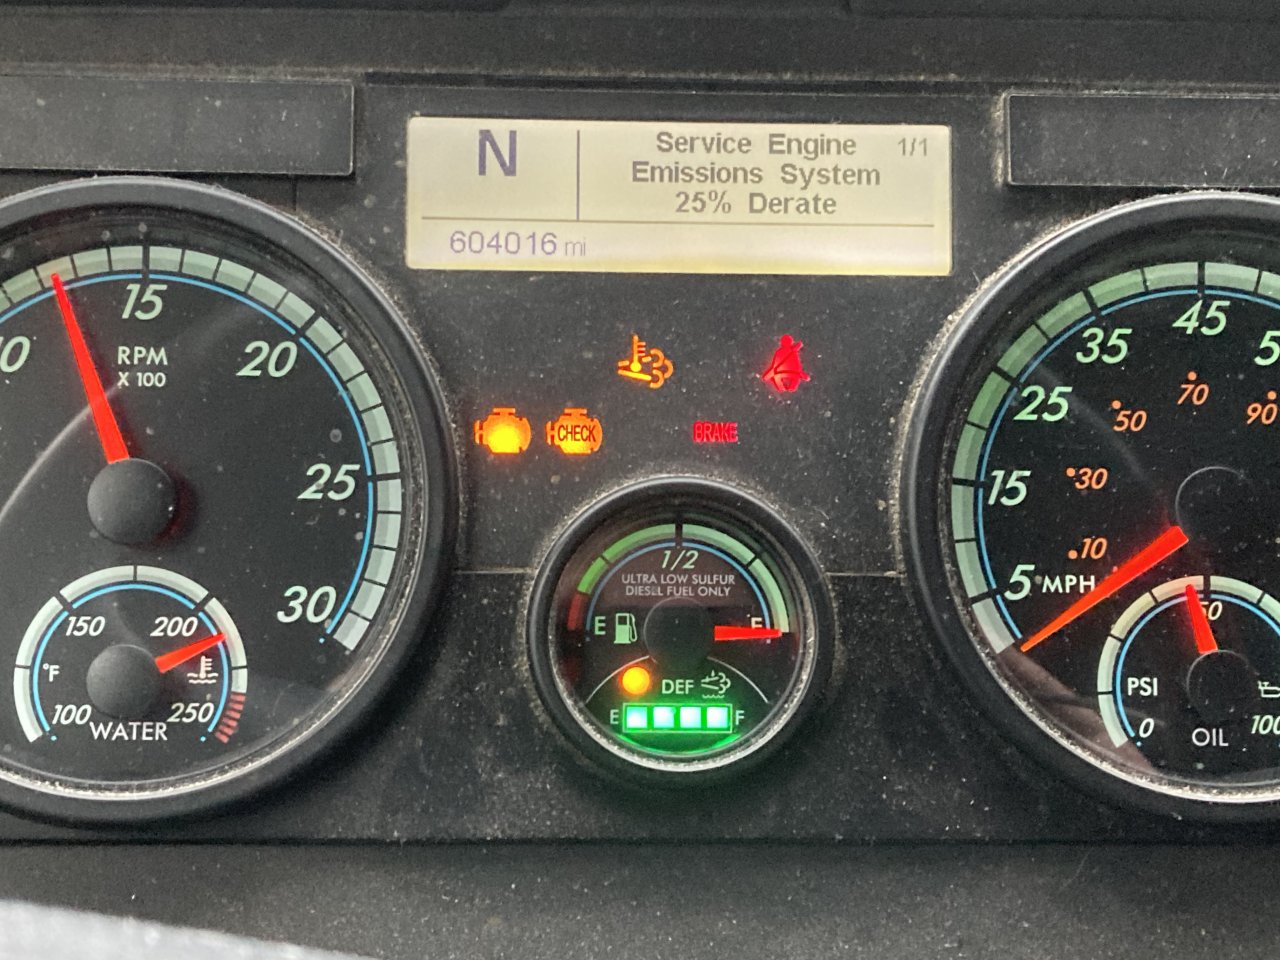 N
Service Engine 1/1
Emissions System
25% Derate
604016 mi
15
20
25
30
RPM
X 100
150
200
°F
100
250
WATER
CHECK
BRAKE
1/2
ULTRA LOW SULFUR
DIESEL FUEL ONLY
E
F
DEF
E
F
5
15
25
35
45
MPH
10
30
50
70
90
50
PSI
0
OIL
100